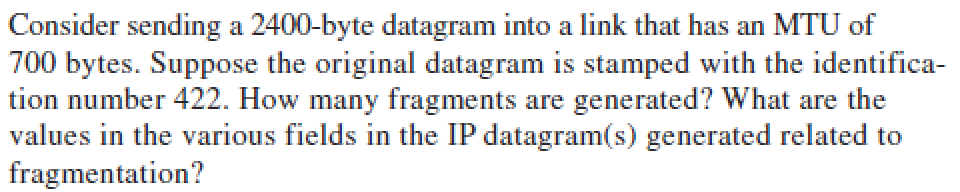 Consider sending a 2400-byte datagram into a link that has an MTU of
700 bytes. Suppose the original datagram is stamped with the identifica-
tion number 422. How many fragments are generated? What are the
values in the various fields in the IP datagram(s) generated related to
fragmentation?